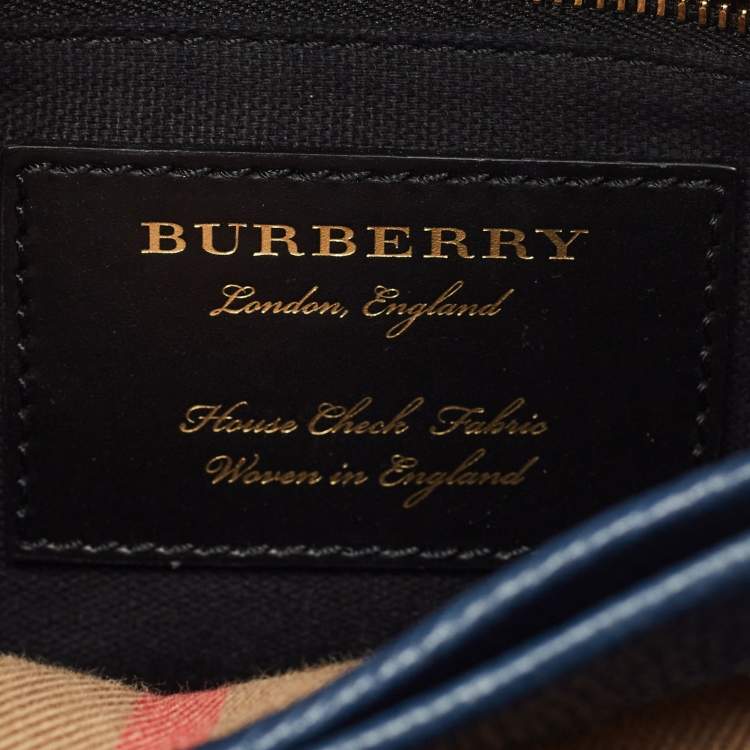 BURBERRY
London, England
House Check Fabric
Woven in England